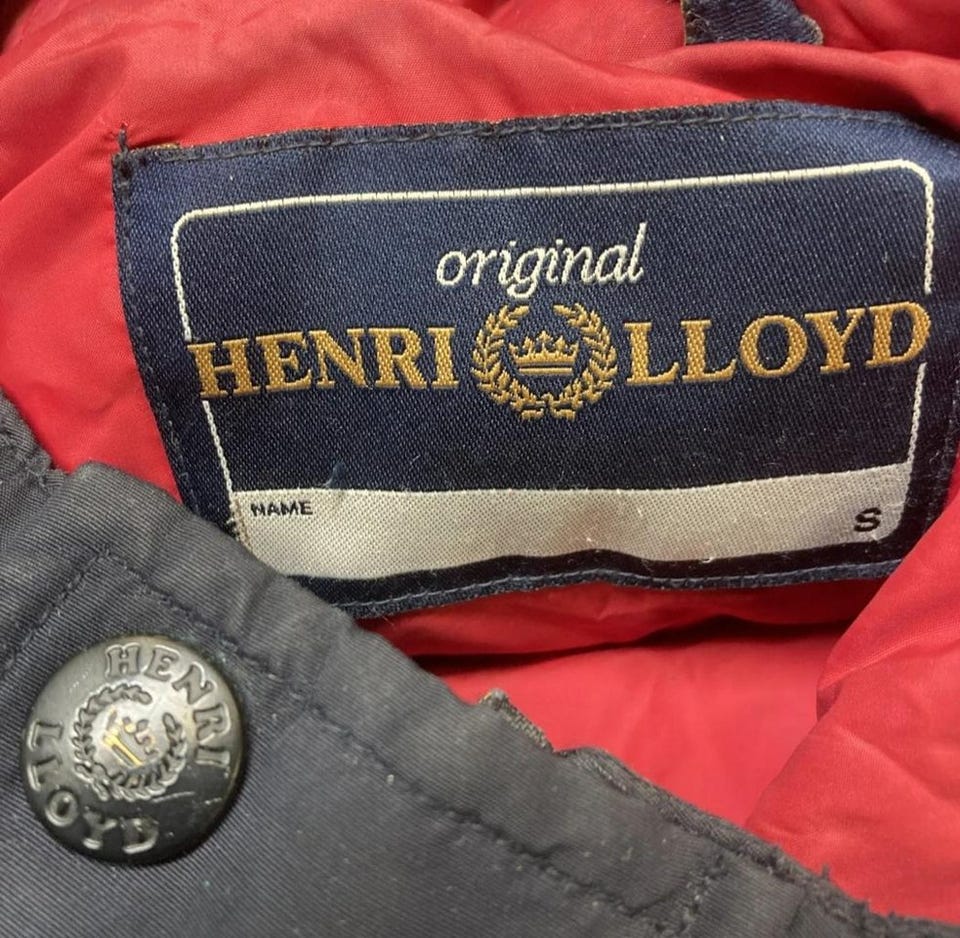 original
HENRI LLOYD
NAME S
HENRI
LLOYD